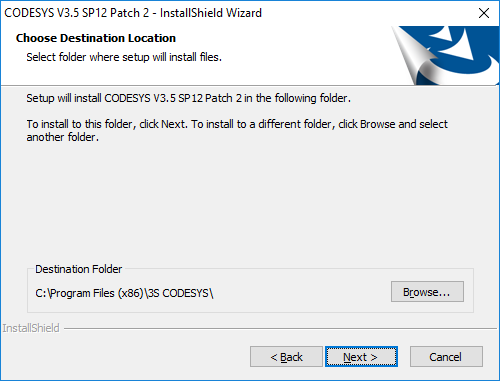 CODESYS V3.5 SP12 Patch 2 - InstallShield Wizard
Choose Destination Location
Select folder where setup will install files.
Setup will install CODESYS V3.5 SP12 Patch 2 in the following folder.
To install to this folder, click Next. To install to a different folder, click Browse and select
another folder.
Destination Folder
C:\Program Files (x86)\3S CODESYS\
Browse...
InstallShield
< Back
Next >
Cancel